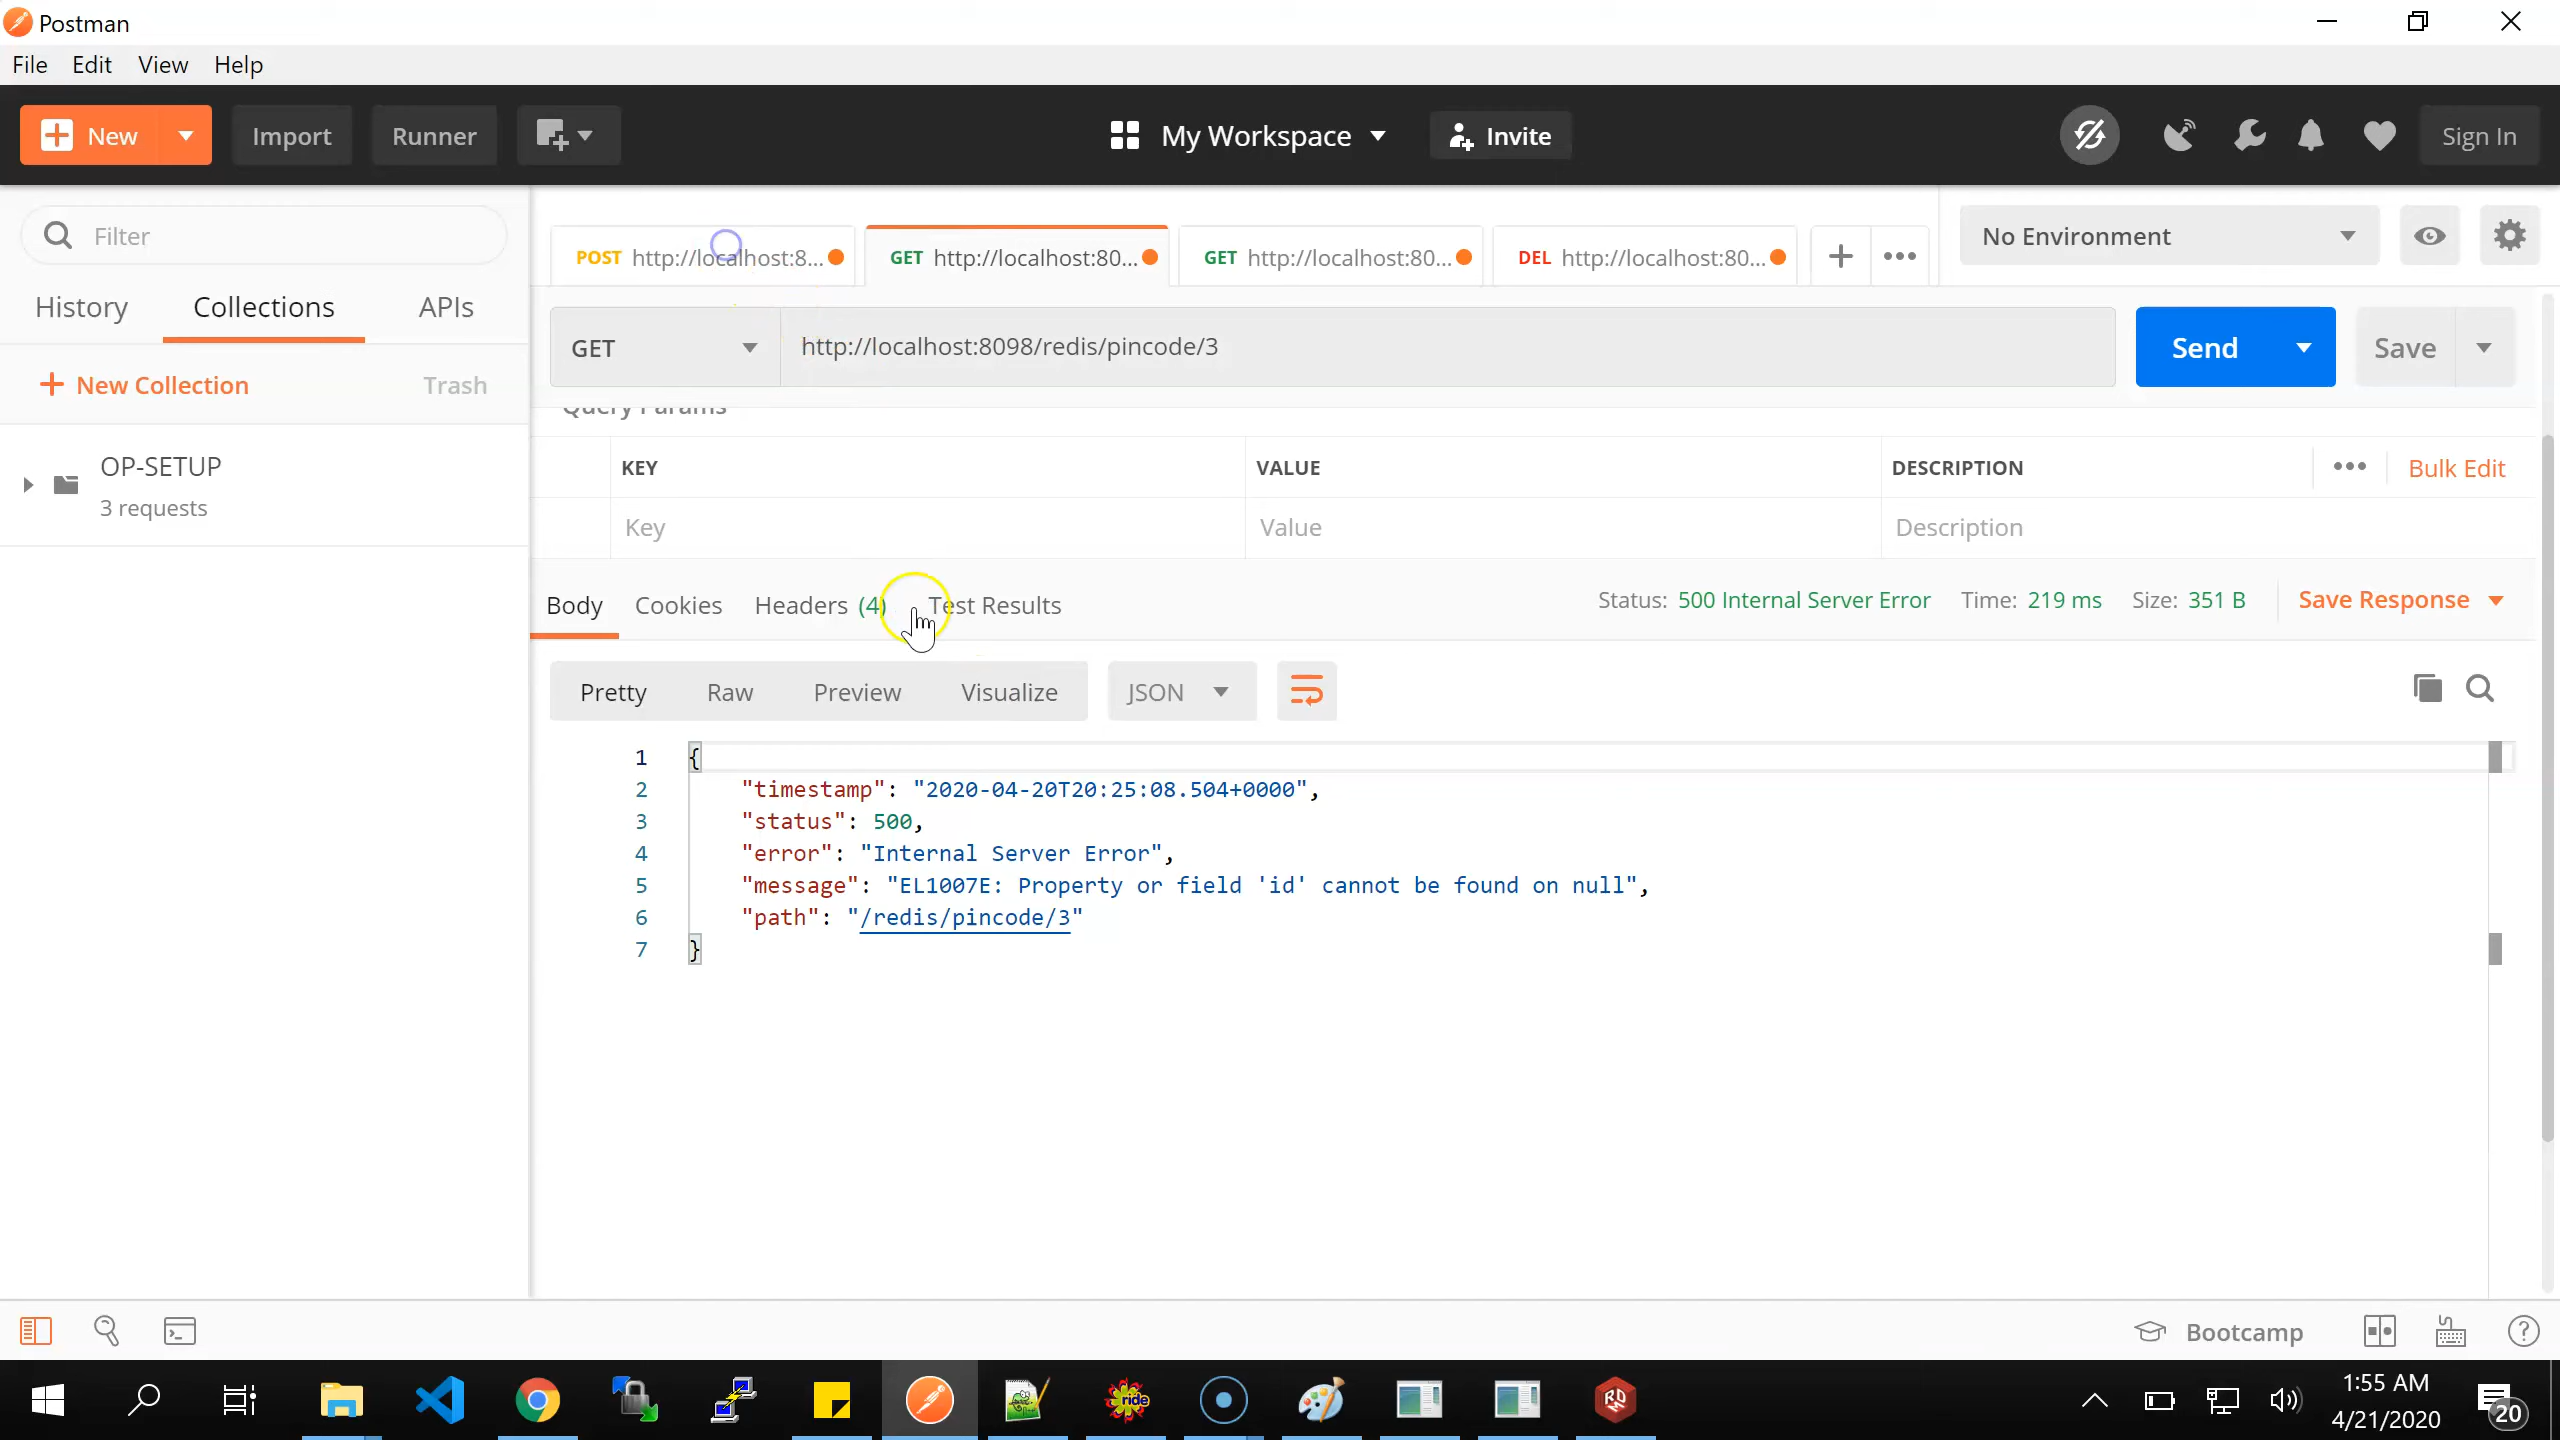 Postman
File Edit View Help
New Import Runner My Workspace Invite Sign In
Filter
History Collections APIs
New Collection Trash
OP-SETUP
3 requests
POST http://localhost:8... GET http://localhost:80... GET http://localhost:80... DEL http://localhost:80... No Environment
GET http://localhost:8098/redis/pincode/3 Send Save
Query Params
KEY VALUE DESCRIPTION Bulk Edit
Key Value Description
Body Cookies Headers (4) Test Results Status: 500 Internal Server Error Time: 219 ms Size: 351 B Save Response
Pretty Raw Preview Visualize JSON
1 {
2 "timestamp": "2020-04-20T20:25:08.504+0000",
3 "status": 500,
4 "error": "Internal Server Error",
5 "message": "EL1007E: Property or field 'id' cannot be found on null",
6 "path": "/redis/pincode/3"
7 }
Bootcamp
ride
1:55 AM
4/21/2020
20